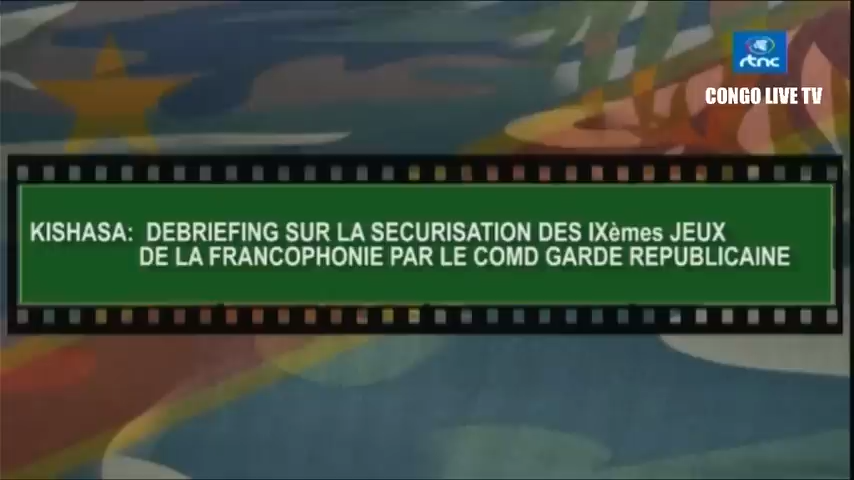 rtnc
CONGO LIVE TV
KISHASA: DEBRIEFING SUR LA SECURISATION DES IXèmes JEUX
DE LA FRANCOPHONIE PAR LE COMD GARDE REPUBLICAINE